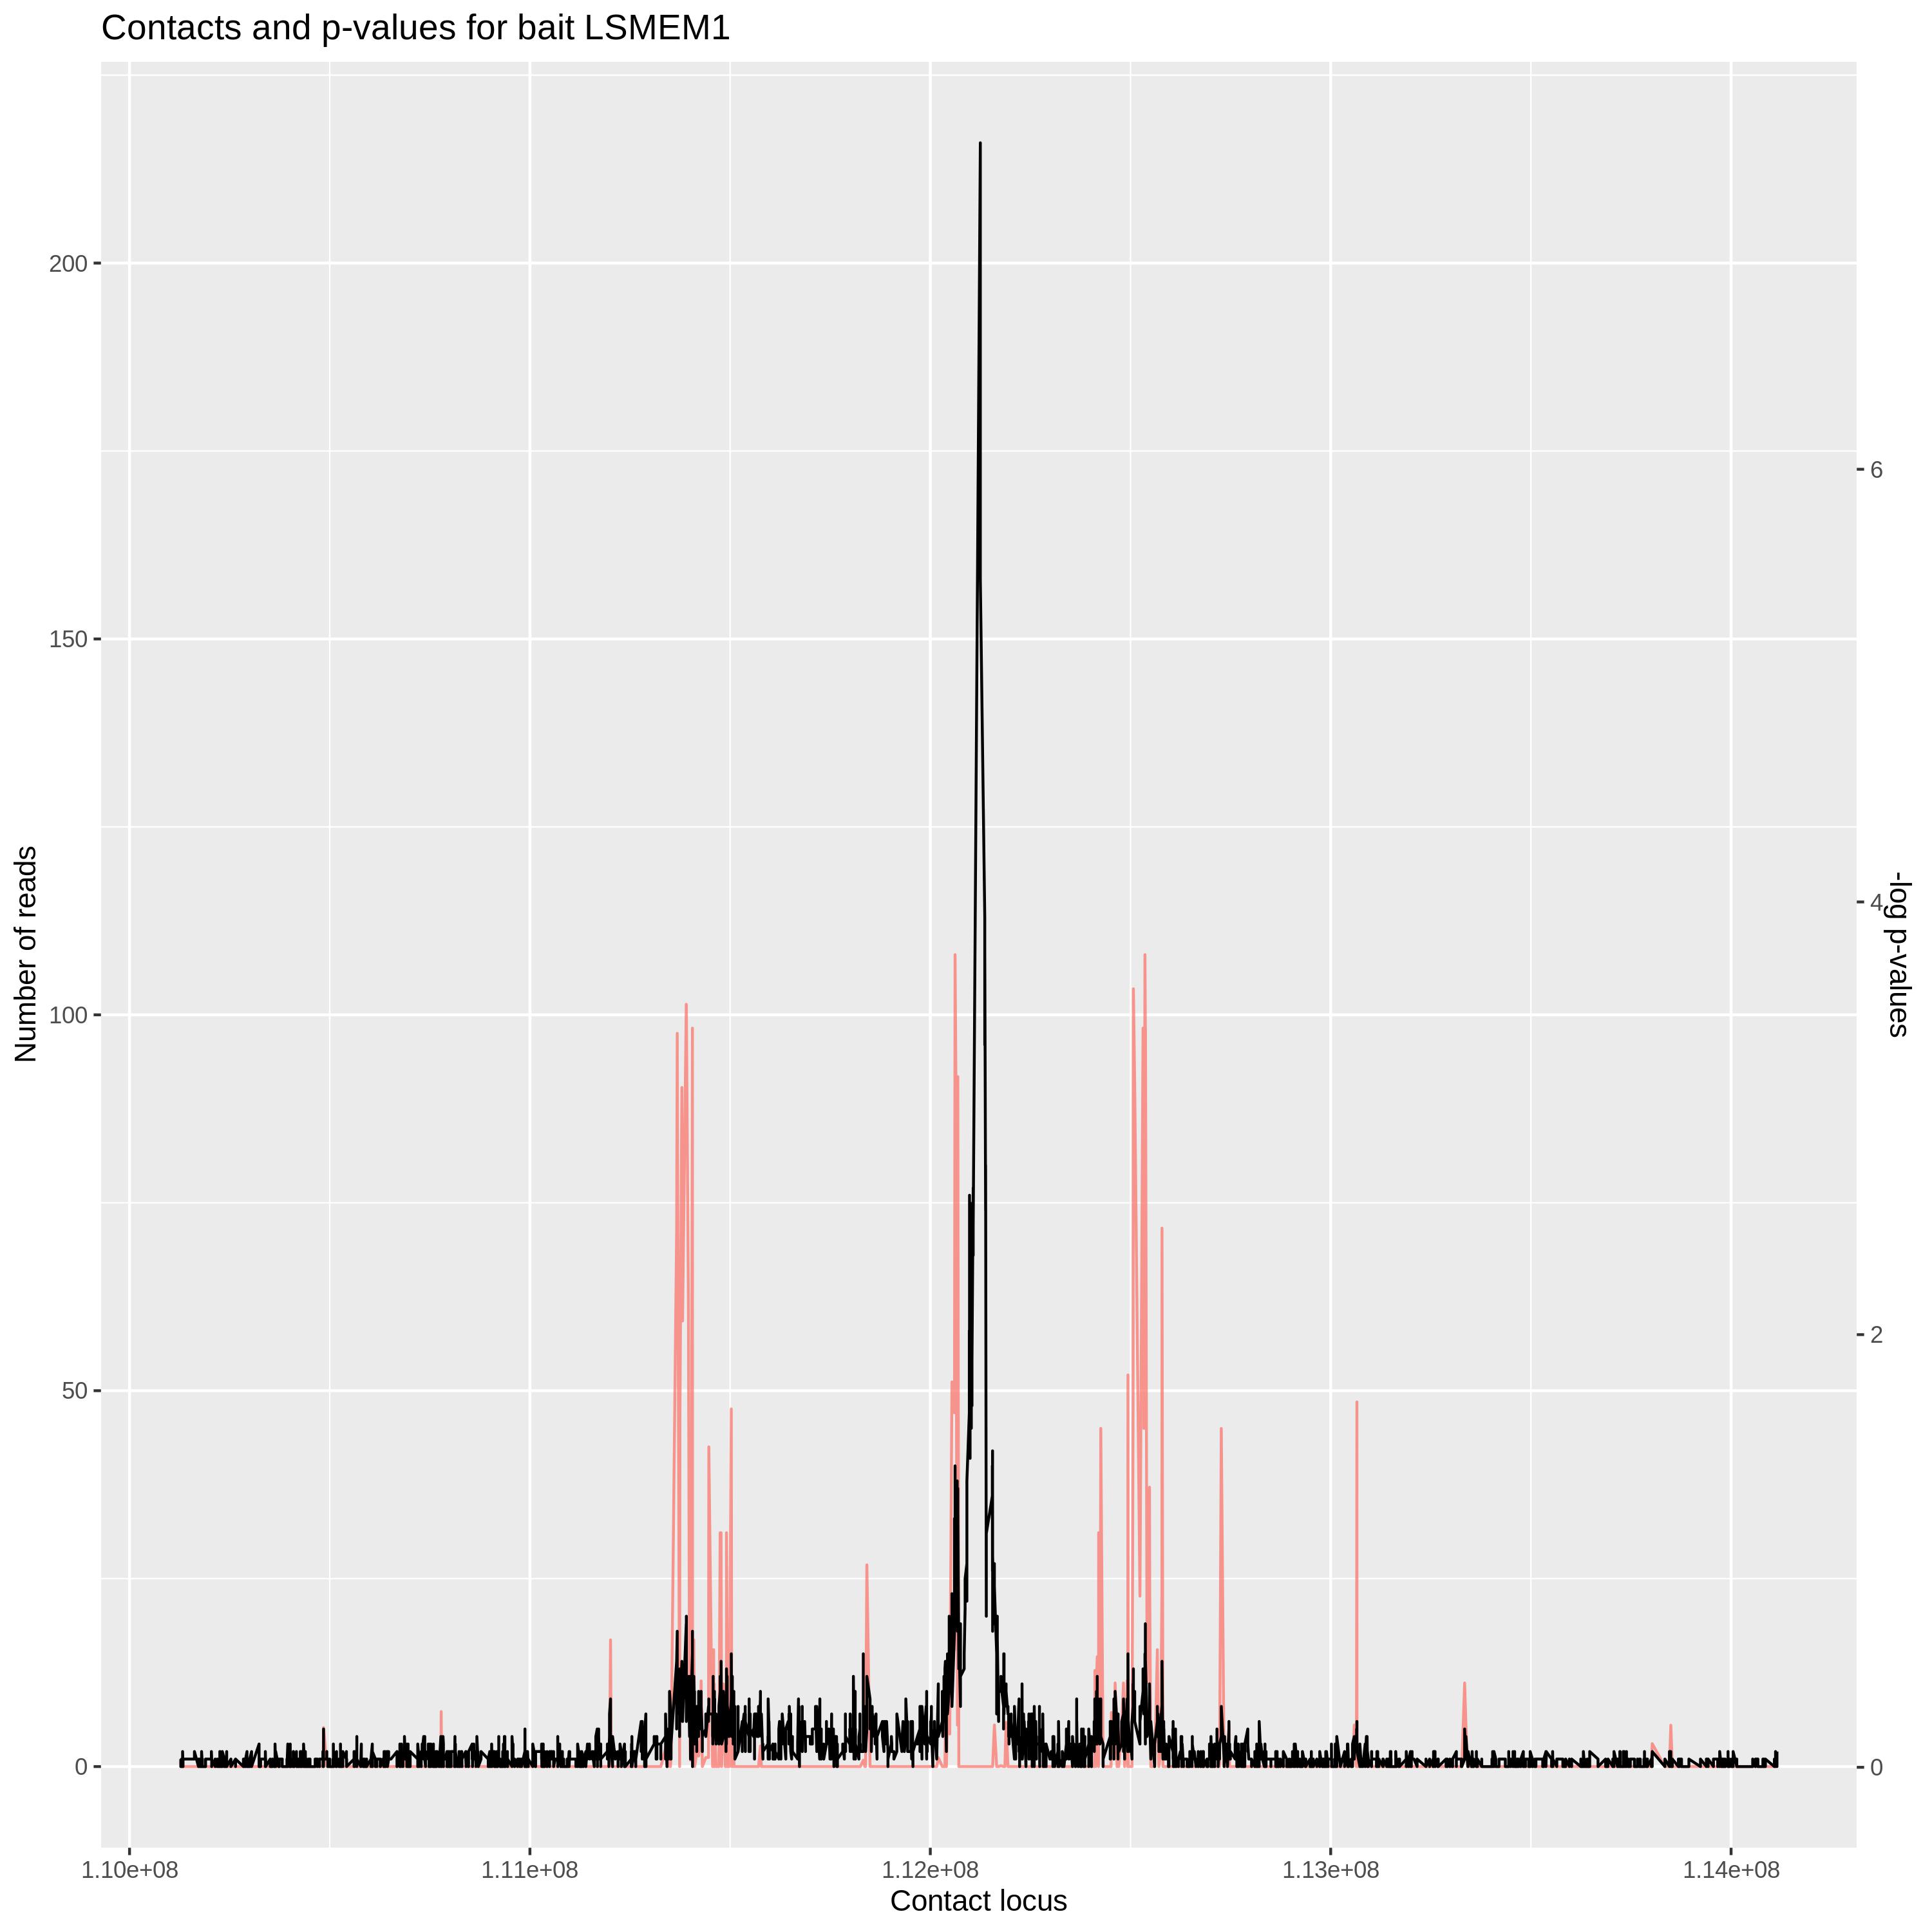 Contacts and p-values for bait LSMEM1
200
150
100
50
0
Number of reads
6
4
2
0
-log p-values
1.10e+08 1.11e+08 1.12e+08 1.13e+08 1.14e+08
Contact locus